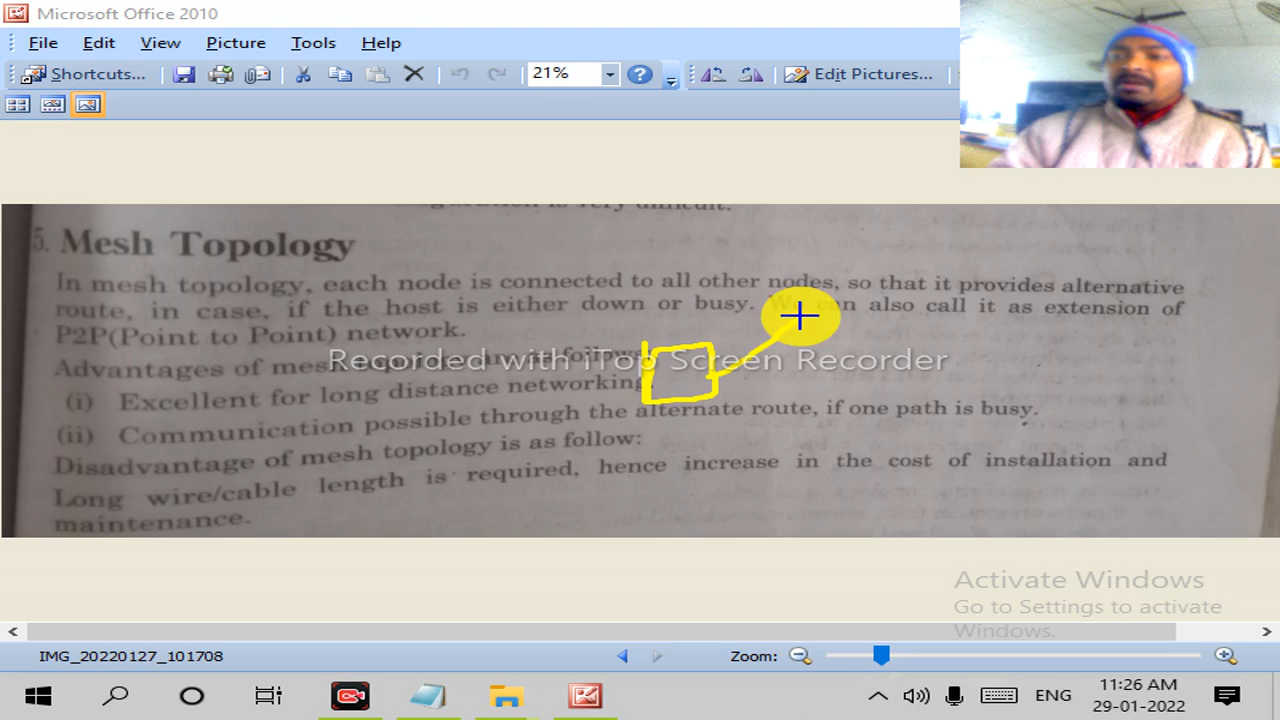 Microsoft Office 2010
File Edit View Picture Tools Help
Shortcuts... 21% Edit Pictures...
5. Mesh Topology
In mesh topology, each node is connected to all other nodes, so that it provides alternative
route, in case, if the host is either down or busy. We can also call it as extension of
P2P(Point to Point) network.
Advantages of mesh follow
Recorded with iTop Screen Recorder
(i) Excellent for long distance networking
(ii) Communication possible through the alternate route, if one path is busy.
Disadvantage of mesh topology is as follow:
Long wire/cable length is required, hence increase in the cost of installation and
maintenance.
Activate Windows
Go to Settings to activate
Windows.
IMG_20220127_101708 Zoom:
ENG 11:26 AM
29-01-2022